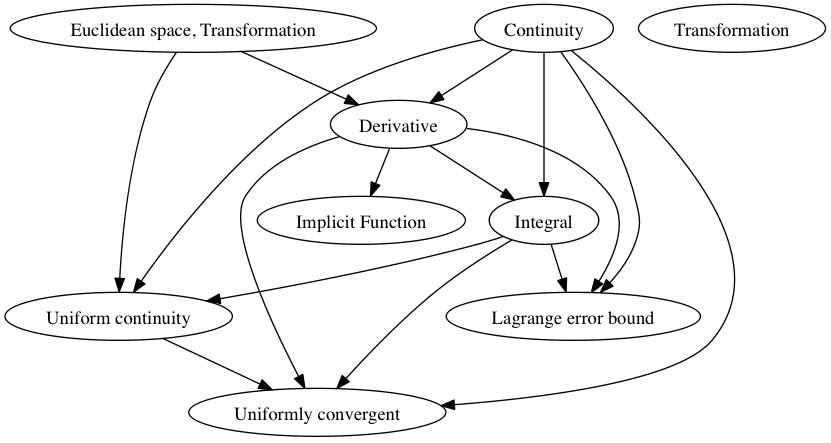 Euclidean space, Transformation
Continuity
Transformation
Derivative
Implicit Function
Integral
Uniform continuity
Lagrange error bound
Uniformly convergent